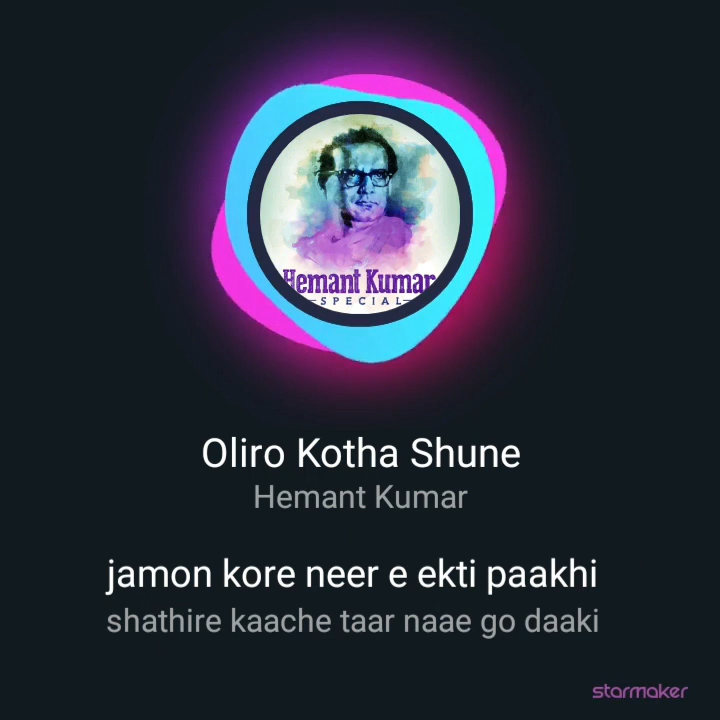 Hemant Kumar
SPECIAL
Oliro Kotha Shune
Hemant Kumar
jamon kore neer e ekti paakhi
shathire kaache taar naae go daaki
starmaker